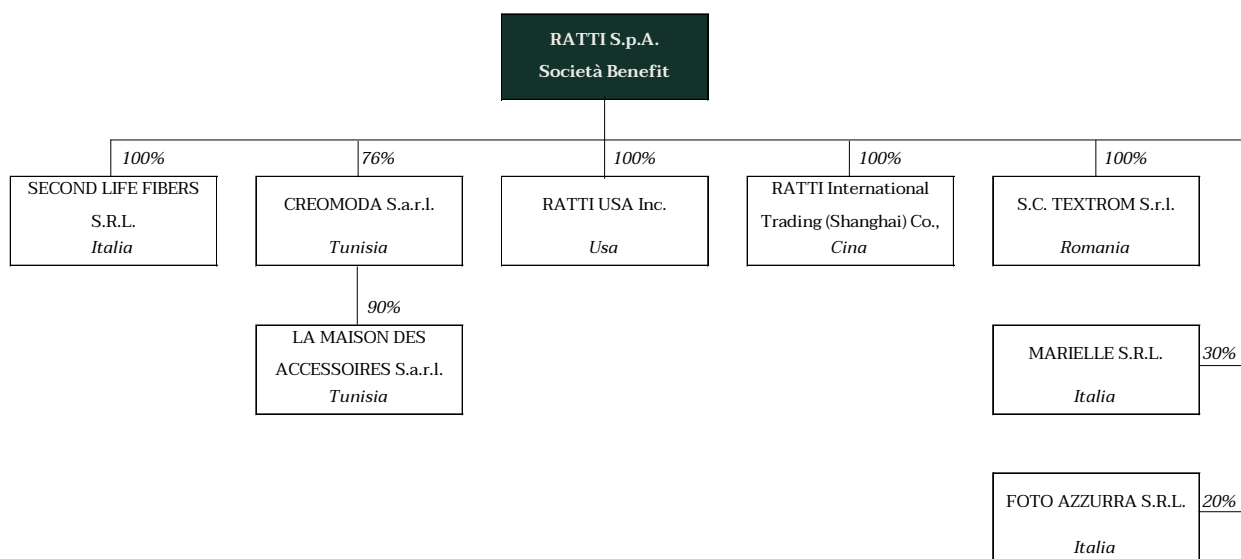 RATTI S.p.A.
Società Benefit
100%
76%
100%
100%
100%
SECOND LIFE FIBERS
S.R.L.
Italia
CREOMODA S.a.r.l.
Tunisia
RATTI USA Inc.
Usa
RATTI International
Trading (Shanghai) Co.,
Cina
S.C. TEXTROM S.r.l.
Romania
90%
LA MAISON DES
ACCESSOIRES S.a.r.l.
Tunisia
MARIELLE S.R.L.
Italia
30%
FOTO AZZURRA S.R.L.
Italia
20%